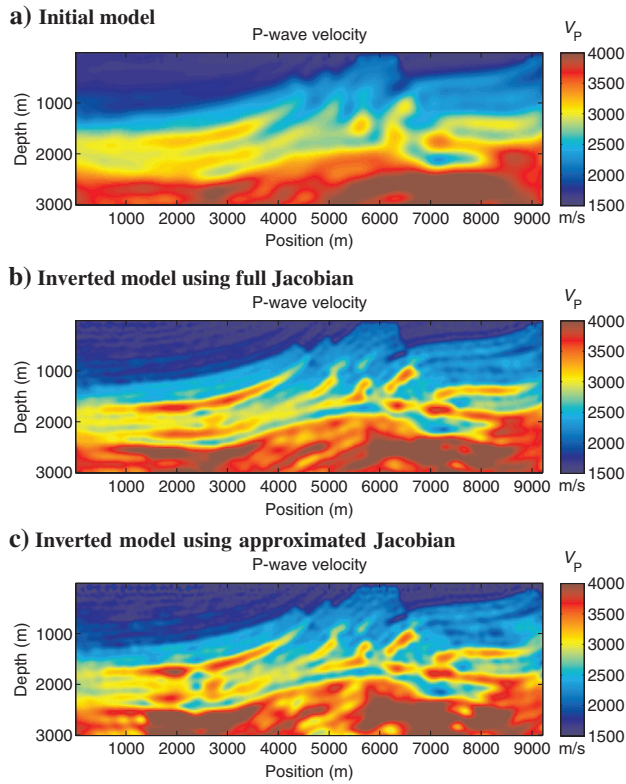 a) Initial model
P-wave velocity
V_P
Depth (m)
1000
2000
3000
1000 2000 3000 4000 5000 6000 7000 8000 9000
Position (m)
4000
3500
3000
2500
2000
1500
m/s
b) Inverted model using full Jacobian
P-wave velocity
V_P
Depth (m)
1000
2000
3000
1000 2000 3000 4000 5000 6000 7000 8000 9000
Position (m)
4000
3500
3000
2500
2000
1500
m/s
c) Inverted model using approximated Jacobian
P-wave velocity
V_P
Depth (m)
1000
2000
3000
1000 2000 3000 4000 5000 6000 7000 8000 9000
Position (m)
4000
3500
3000
2500
2000
1500
m/s